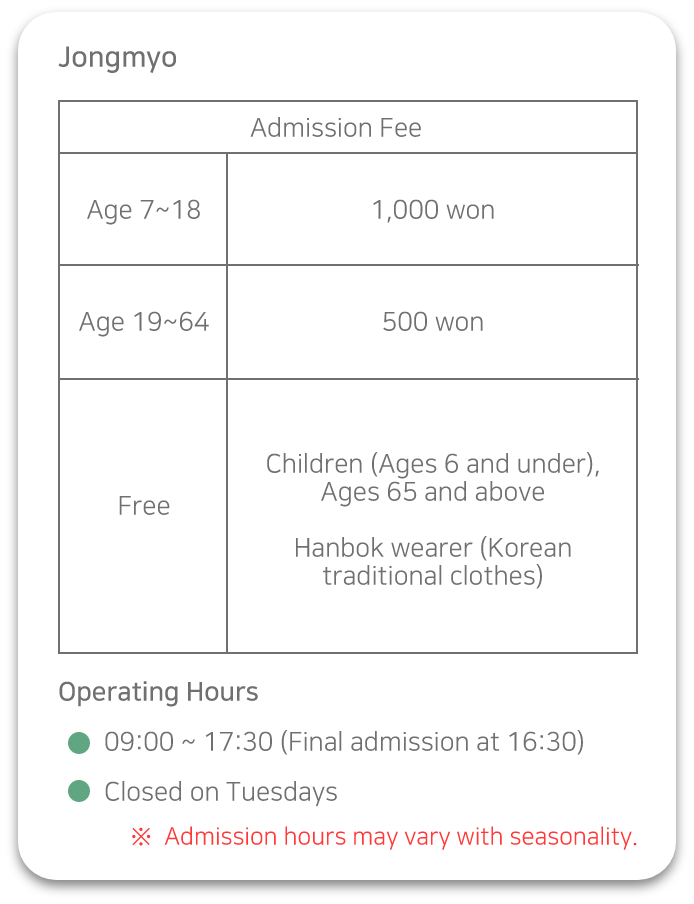 Jongmyo
Admission Fee
Age 7~18
1,000 won
Age 19~64
500 won
Free
Children (Ages 6 and under),
Ages 65 and above
Hanbok wearer (Korean
traditional clothes)
Operating Hours
09:00 ~ 17:30 (Final admission at 16:30)
Closed on Tuesdays
※ Admission hours may vary with seasonality.